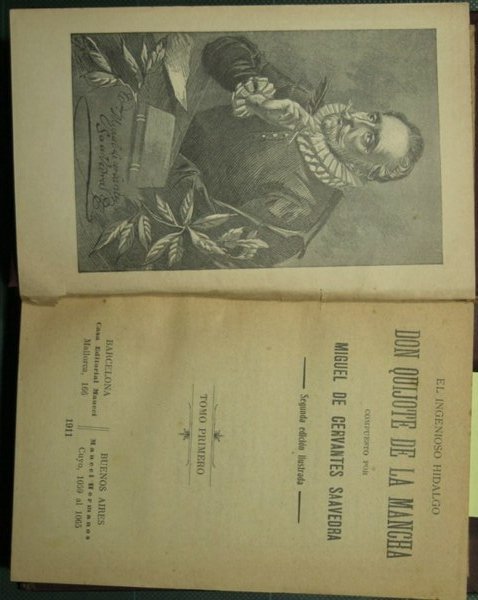 EL INGENIOSO HIDALGO
DON QUIJOTE DE LA MANCHA
COMPUESTO POR
MIGUEL DE CERVANTES SAAVEDRA
Segunda edición ilustrada
TOMO PRIMERO
BARCELONA
Casa Editorial Maucci
Mallorca, 166
BUENOS AIRES
Maucci Hermanos
Cuyo, 1059 al 1065
1911